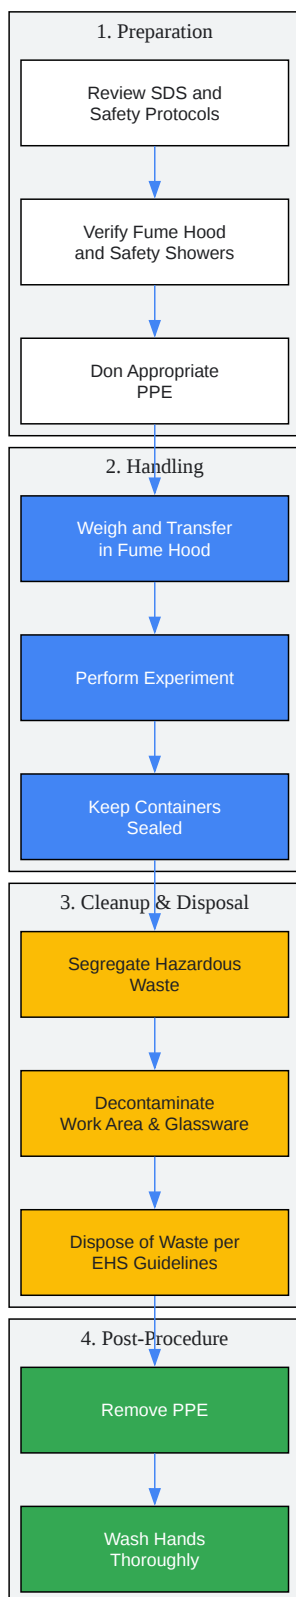 1. Preparation
Review SDS and
Safety Protocols
Verify Fume Hood
and Safety Showers
Don Appropriate
PPE
2. Handling
Weigh and Transfer
in Fume Hood
Perform Experiment
Keep Containers
Sealed
3. Cleanup & Disposal
Segregate Hazardous
Waste
Decontaminate
Work Area & Glassware
Dispose of Waste per
EHS Guidelines
4. Post-Procedure
Remove PPE
Wash Hands
Thoroughly